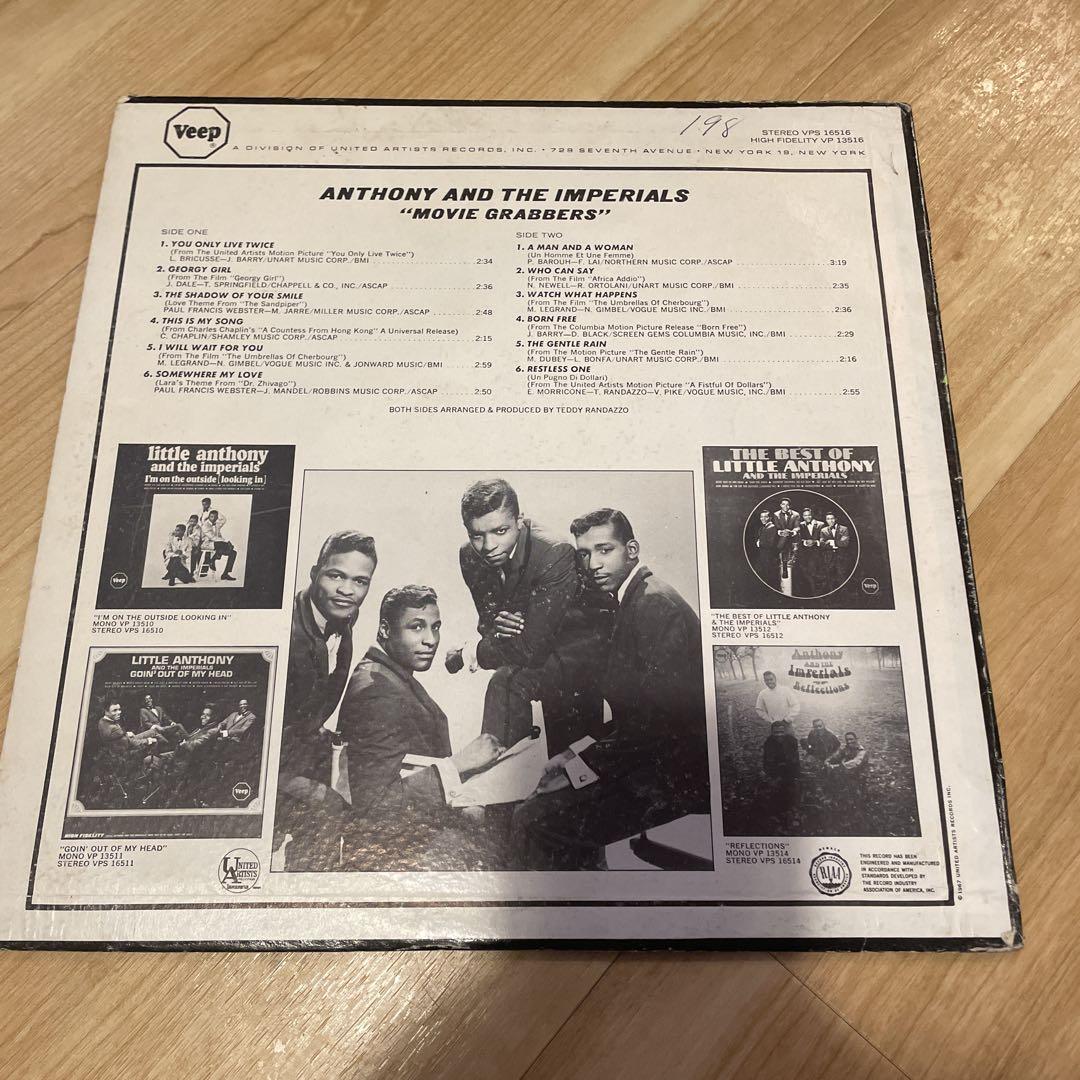 Veep
®
198
STEREO VPS 16516
HIGH FIDELITY VP 13516
A DIVISION OF UNITED ARTISTS RECORDS, INC. • 729 SEVENTH AVENUE • NEW YORK 19, NEW YORK
ANTHONY AND THE IMPERIALS
“MOVIE GRABBERS”
SIDE ONE
1. YOU ONLY LIVE TWICE
(From The United Artists Motion Picture "You Only Live Twice")
L. BRICUSSE—J. BARRY/UNART MUSIC CORP./BMI ........................2:34
2. GEORGY GIRL
(From The Film "Georgy Girl")
J. DALE—T. SPRINGFIELD/CHAPPELL & CO., INC./ASCAP ....................2:36
3. THE SHADOW OF YOUR SMILE
(Love Theme From "The Sandpiper")
PAUL FRANCIS WEBSTER—M. JARRE/MILLER MUSIC CORP./ASCAP ..........2:48
4. THIS IS MY SONG
(From Charles Chaplin's "A Countess From Hong Kong" A Universal Release)
C. CHAPLIN/SHAMLEY MUSIC CORP./ASCAP ..........................2:15
5. I WILL WAIT FOR YOU
(From The Film "The Umbrellas Of Cherbourg")
M. LEGRAND—N. GIMBEL/VOGUE MUSIC INC. & JONWARD MUSIC/BMI ........2:59
6. SOMEWHERE MY LOVE
(Lara's Theme From "Dr. Zhivago")
PAUL FRANCIS WEBSTER—J. MANDEL/ROBBINS MUSIC CORP./ASCAP .........2:50
SIDE TWO
1. A MAN AND A WOMAN
(Un Homme Et Une Femme)
P. BAROUH—F. LAI/NORTHERN MUSIC CORP./ASCAP ........................3:19
2. WHO CAN SAY
(From The Film "Africa Addio")
N. NEWELL—R. ORTOLANI/UNART MUSIC CORP./BMI ......................2:35
3. WATCH WHAT HAPPENS
(From The Film "The Umbrellas Of Cherbourg")
M. LEGRAND—N. GIMBEL/VOGUE MUSIC INC./BMI ........................2:36
4. BORN FREE
(From The Columbia Motion Picture Release "Born Free")
J. BARRY—D. BLACK/SCREEN GEMS COLUMBIA MUSIC, INC./BMI .............2:29
5. THE GENTLE RAIN
(From The Motion Picture "The Gentle Rain")
M. DUBEY—L. BONFA/UNART MUSIC CORP./BMI ..........................2:16
6. RESTLESS ONE
(Un Pugno Di Dollari)
(From The United Artists Motion Picture "A Fistful Of Dollars")
E. MORRICONE—T. RANDAZZO—V. PIKE/VOGUE MUSIC, INC./BMI ..............2:55
BOTH SIDES ARRANGED & PRODUCED BY TEDDY RANDAZZO
little anthony
and the imperials
I'm on the outside [looking in]
Veep
"I'M ON THE OUTSIDE LOOKING IN"
MONO VP 13510
STEREO VPS 16510
THE BEST OF
LITTLE ANTHONY
AND THE IMPERIALS
Veep
"THE BEST OF LITTLE ANTHONY
& THE IMPERIALS"
MONO VP 13512
STEREO VPS 16512
LITTLE ANTHONY
AND THE IMPERIALS
GOIN' OUT OF MY HEAD
Veep
HIGH FIDELITY
"GOIN' OUT OF MY HEAD"
MONO VP 13511
STEREO VPS 16511
Anthony
AND THE
Imperials
Reflections
"REFLECTIONS"
MONO VP 13514
STEREO VPS 16514
UA
UNITED
ARTISTS
RIAA
THIS RECORD HAS BEEN
ENGINEERED AND MANUFACTURED
IN ACCORDANCE WITH
STANDARDS DEVELOPED BY
THE RECORD INDUSTRY
ASSOCIATION OF AMERICA, INC.
© 1967 UNITED ARTISTS RECORDS INC.